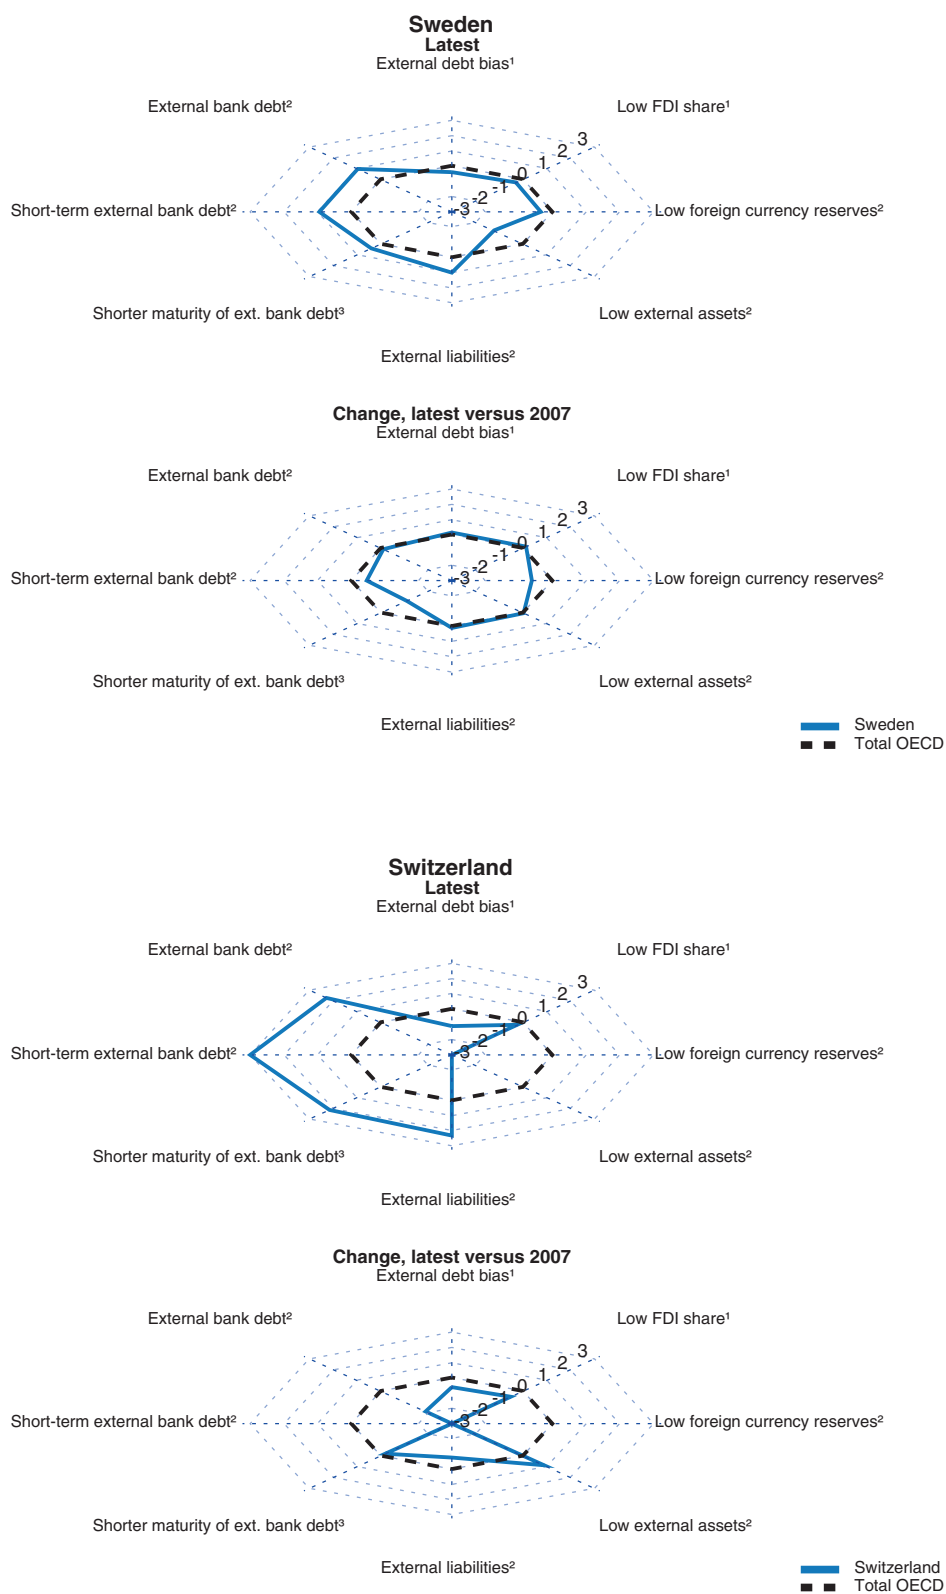 Sweden
Latest
External debt bias¹
External bank debt²
Low FDI share¹
3
2
1
0
-1
-2
-3
Short-term external bank debt²
Low foreign currency reserves²
Shorter maturity of ext. bank debt³
Low external assets²
External liabilities²
Change, latest versus 2007
External debt bias¹
External bank debt²
Low FDI share¹
3
2
1
0
-1
-2
-3
Short-term external bank debt²
Low foreign currency reserves²
Shorter maturity of ext. bank debt³
Low external assets²
External liabilities²
Sweden
Total OECD
Switzerland
Latest
External debt bias¹
External bank debt²
Low FDI share¹
3
2
1
0
-1
-2
-3
Short-term external bank debt²
Low foreign currency reserves²
Shorter maturity of ext. bank debt³
Low external assets²
External liabilities²
Change, latest versus 2007
External debt bias¹
External bank debt²
Low FDI share¹
3
2
1
0
-1
-2
-3
Short-term external bank debt²
Low foreign currency reserves²
Shorter maturity of ext. bank debt³
Low external assets²
External liabilities²
Switzerland
Total OECD